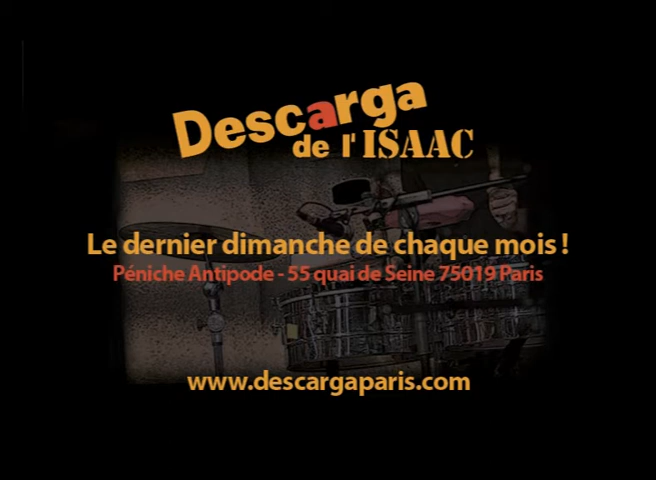 Descarga
de l'ISAAC
Le dernier dimanche de chaque mois !
Péniche Antipode - 55 quai de Seine 75019 Paris
www.descargaparis.com